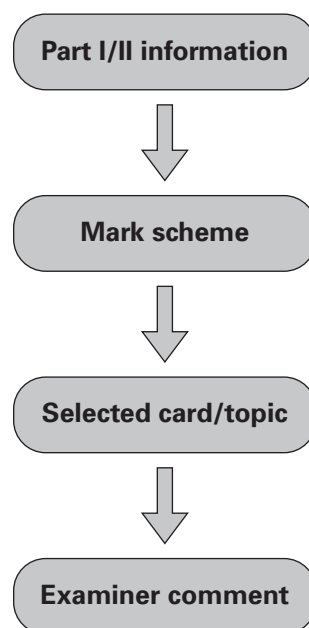 Part I/II information
Mark scheme
Selected card/topic
Examiner comment